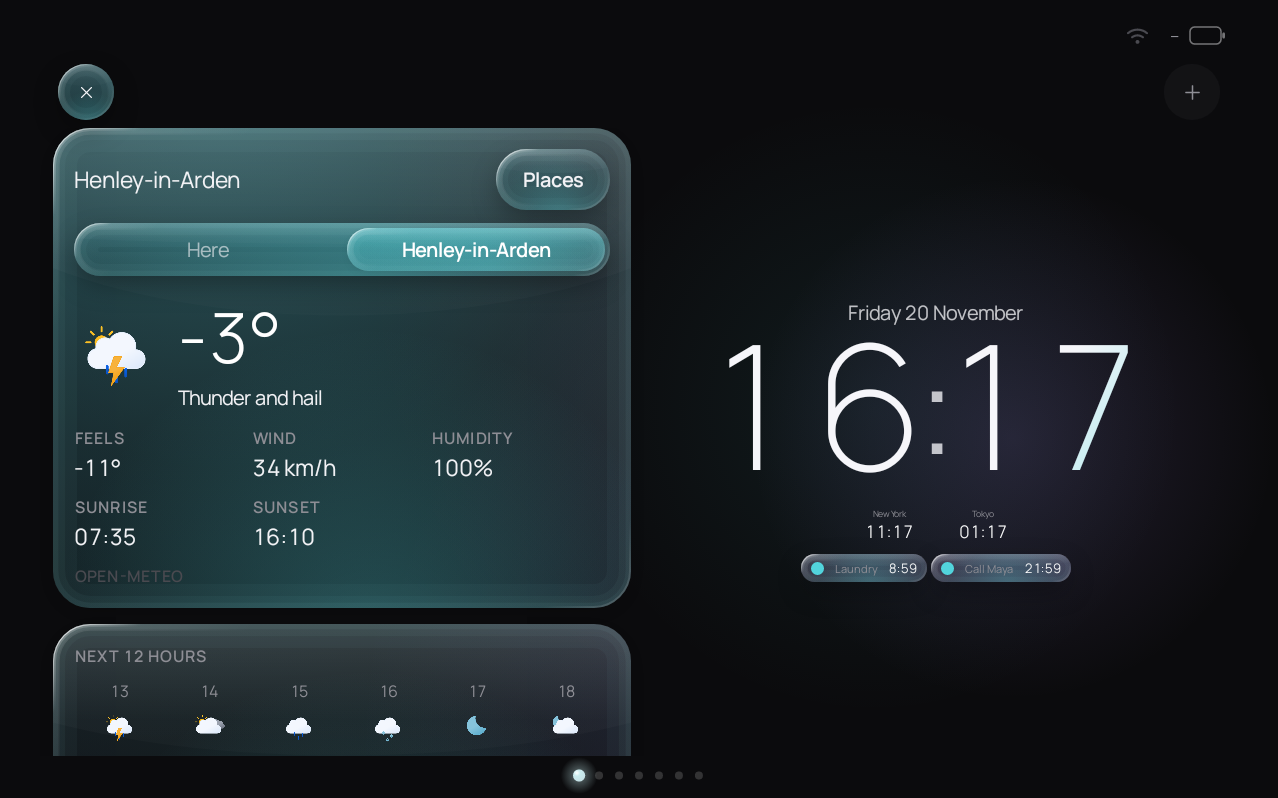 Henley-in-Arden
Places
Here
Henley-in-Arden
-3°
Thunder and hail
FEELS
WIND
HUMIDITY
-11°
34 km/h
100%
SUNRISE
SUNSET
07:35
16:10
OPEN-METEO
NEXT 12 HOURS
13 14 15 16 17 18
Friday 20 November
16:17
New York
Tokyo
11:17
01:17
Laundry 8:59
Call Maya 21:59